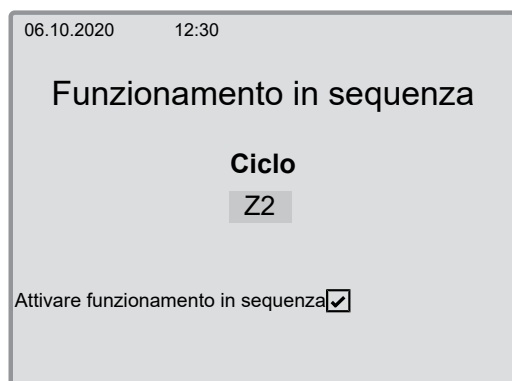 06.10.2020 12:30
Funzionamento in sequenza
Ciclo
Z2
Attivare funzionamento in sequenza